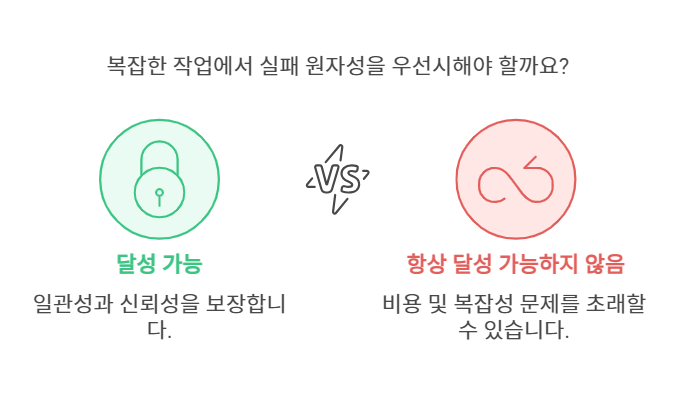 복잡한 작업에서 실패 원자성을 우선시해야 할까요?
VS
달성 가능
항상 달성 가능하지 않음
일관성과 신뢰성을 보장합니
다.
비용 및 복잡성 문제를 초래할
수 있습니다.